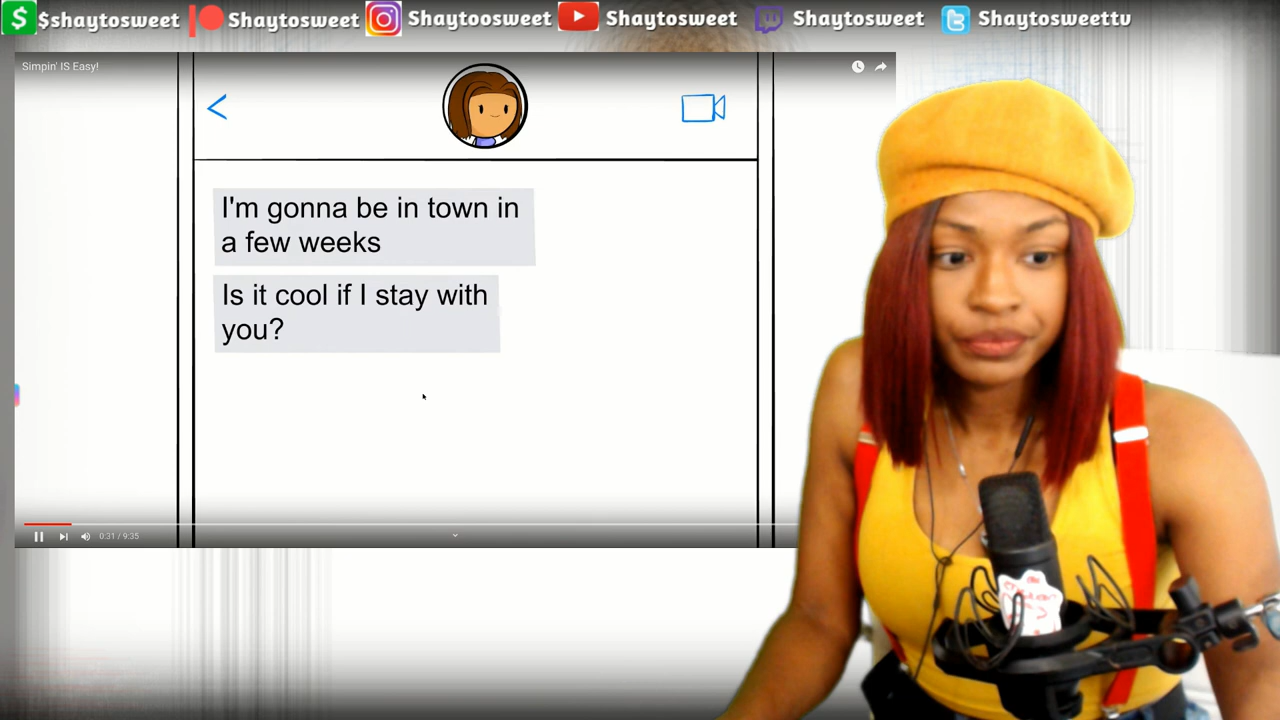 $shaytosweet Shaytosweet Shaytoosweet Shaytosweet Shaytosweet Shaytosweettv
Simpin' IS Easy!
I'm gonna be in town in
a few weeks
Is it cool if I stay with
you?
0:31 / 9:35